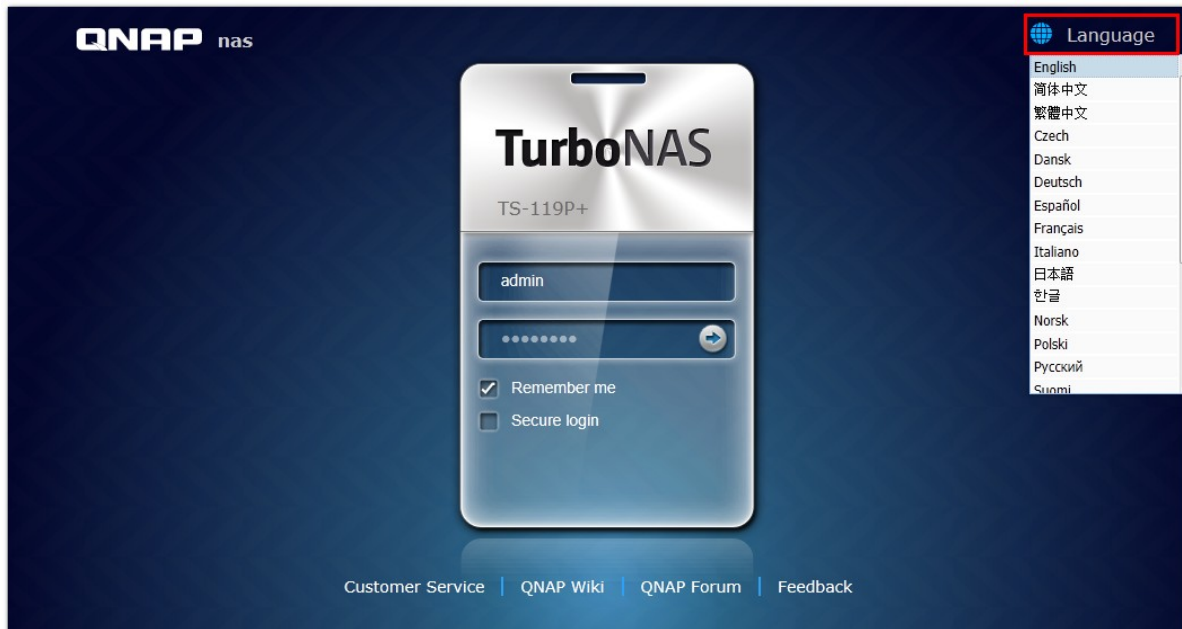 QNAP nas
Language
English
简体中文
繁體中文
Czech
Dansk
Deutsch
Español
Français
Italiano
日本語
한글
Norsk
Polski
Русский
Suomi
TurboNAS
TS-119P+
admin
Remember me
Secure login
Customer Service | QNAP Wiki | QNAP Forum | Feedback